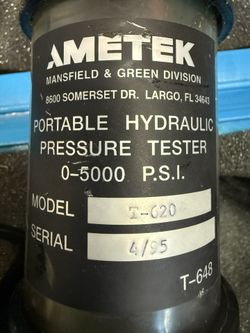 AMETEK
MANSFIELD & GREEN DIVISION
8600 SOMERSET DR. LARGO, FL 34643
PORTABLE HYDRAULIC
PRESSURE TESTER
0-5000 P.S.I.
MODEL T-620
SERIAL 4/95
T-648